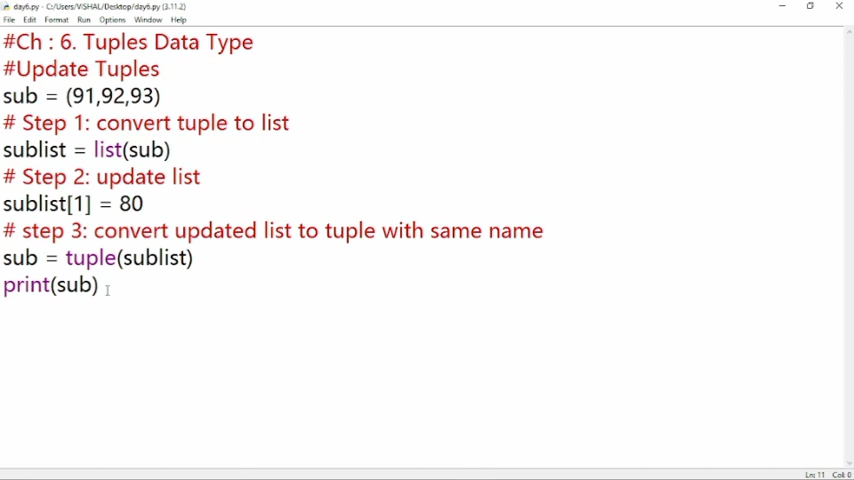 day6.py - C:/Users/VISHAL/Desktop/day6.py (3.11.2)
File Edit Format Run Options Window Help
#Ch : 6. Tuples Data Type
#Update Tuples
sub = (91,92,93)
# Step 1: convert tuple to list
sublist = list(sub)
# Step 2: update list
sublist[1] = 80
# step 3: convert updated list to tuple with same name
sub = tuple(sublist)
print(sub)
Ln: 11 Col: 0